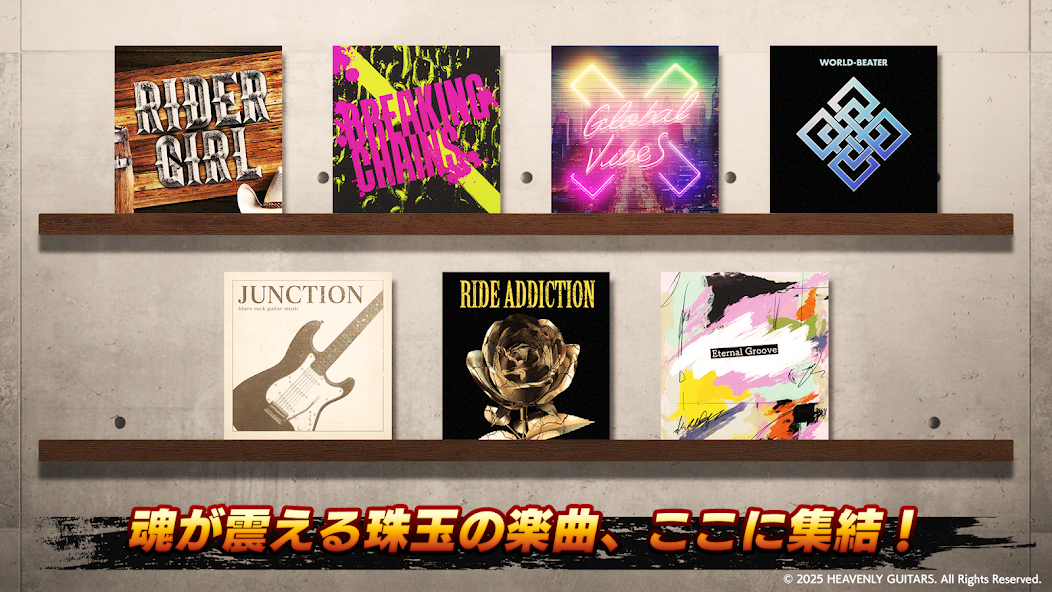 RIDER
GIRL
BREAKING
CHAINS
Global
Vibes
WORLD-BEATER
JUNCTION
blues rock guitar music
RIDE ADDICTION
Eternal Groove
魂が震える珠玉の楽曲、ここに集結！
© 2025 HEAVENLY GUITARS. All Rights Reserved.